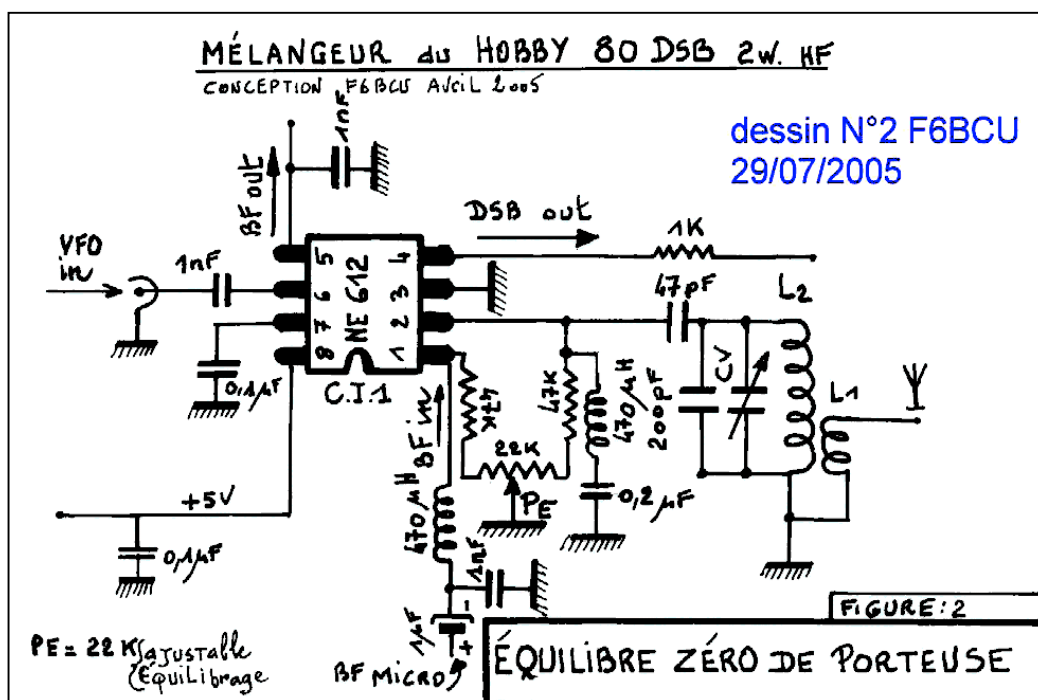 MÉLANGEUR du HOBBY 80 DSB 2W. HF
CONCEPTION F6BCU AVRIL 2005
dessin N°2 F6BCU
29/07/2005
1nF
BF out
DSB out
1K
VFO
in
1nF
5
6
7
8
NE 612
4
3
2
1
C.I.1
0,1µF
47pF
L2
CV
L1
47K
47K
470µH
200pF
22K
PE
0,2µF
BF in
470µH
1nF
+5V
0,1µF
1µF
-
+
BF MICRO
PE = 22K ajustable
Équilibrage
FIGURE:2
ÉQUILIBRE ZÉRO DE PORTEUSE